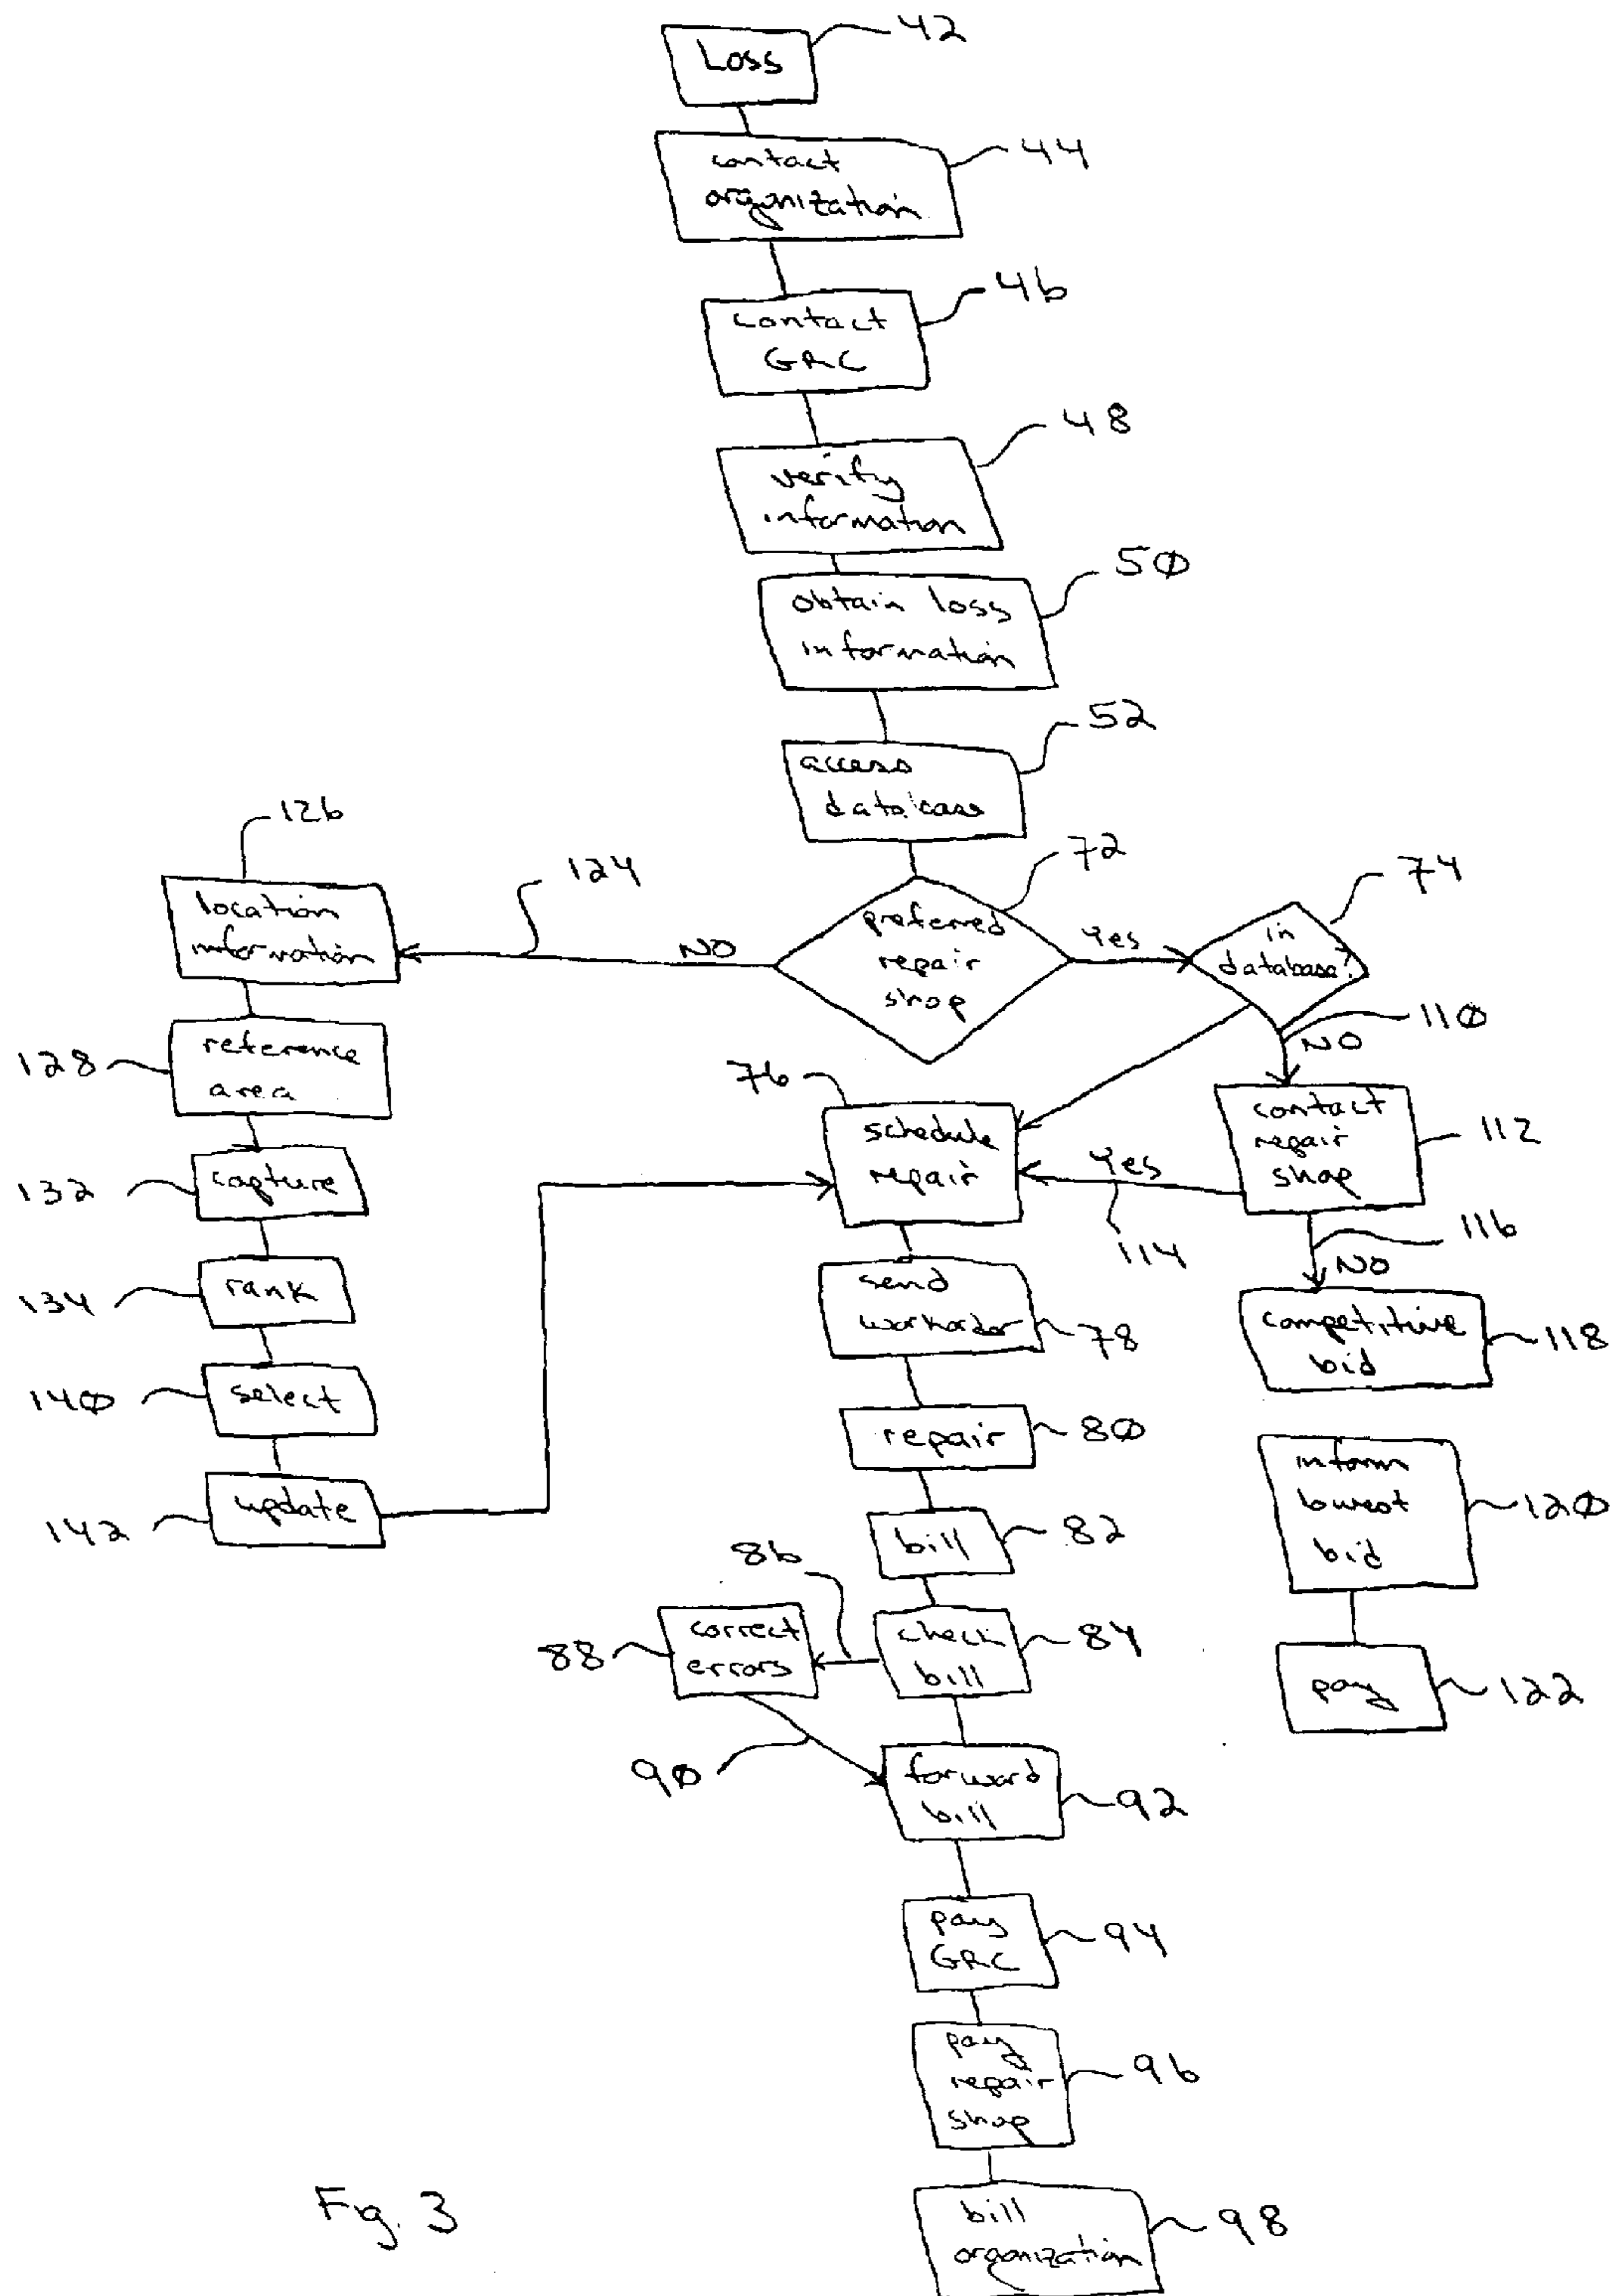 42
Loss
44
contact
organization
46
contact
GRC
48
verify
information
50
obtain loss
information
52
access
database
72
preferred
repair
shop
NO
124
Yes
74
in
database?
110
NO
126
location
information
128
reference
area
132
capture
134
rank
140
select
142
update
76
schedule
repair
Yes
114
contact
repair
shop
112
116
NO
competitive
bid
118
inform
lowest
bid
120
pay
122
send
workorder
78
repair
80
bill
82
86
check
bill
84
correct
errors
88
90
forward
bill
92
pay
GRC
94
pay
repair
shop
96
bill
organization
98
Fig. 3